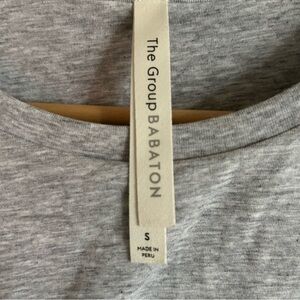 The Group BABATON
S
MADE IN
PERU